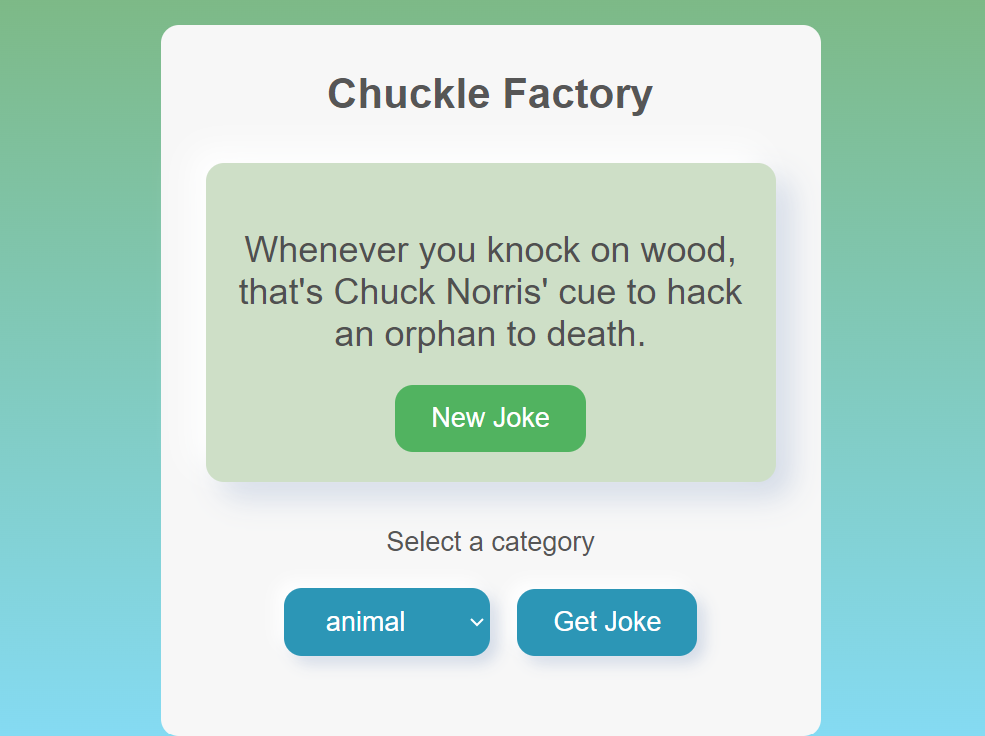 Chuckle Factory
Whenever you knock on wood,
that's Chuck Norris' cue to hack
an orphan to death.
New Joke
Select a category
animal
Get Joke